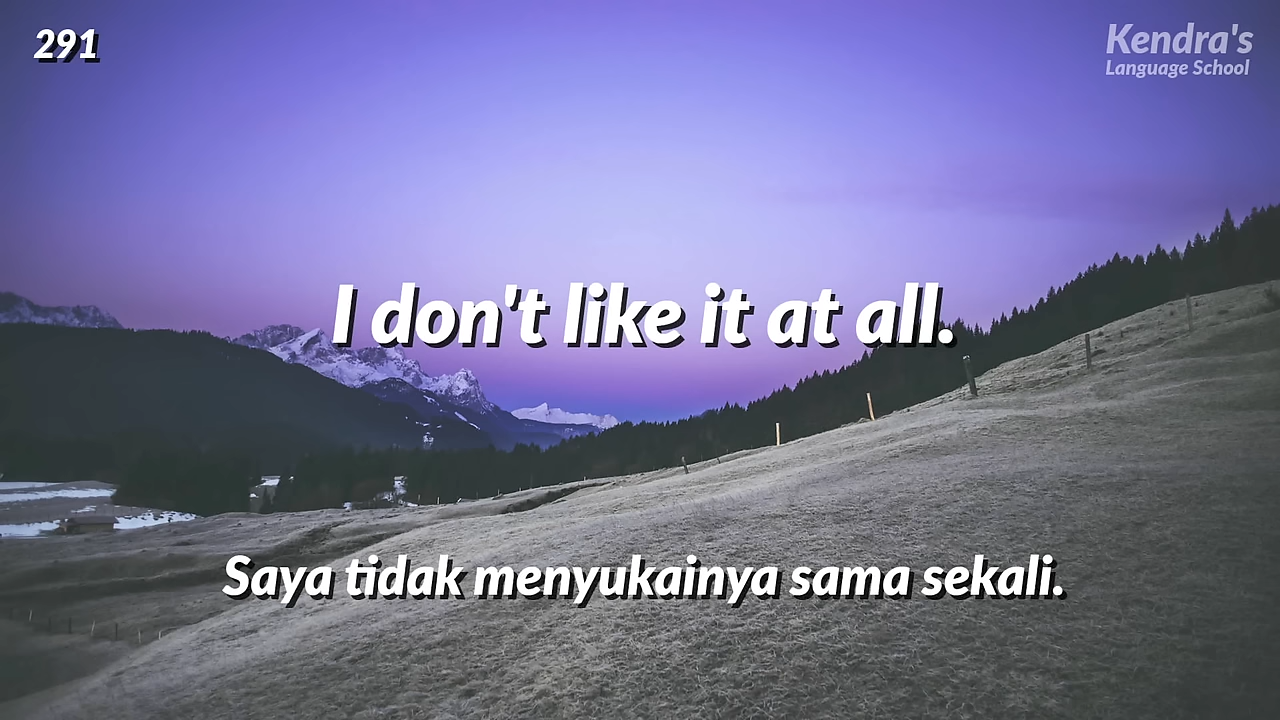 291
Kendra's
Language School
I don't like it at all.
Saya tidak menyukainya sama sekali.